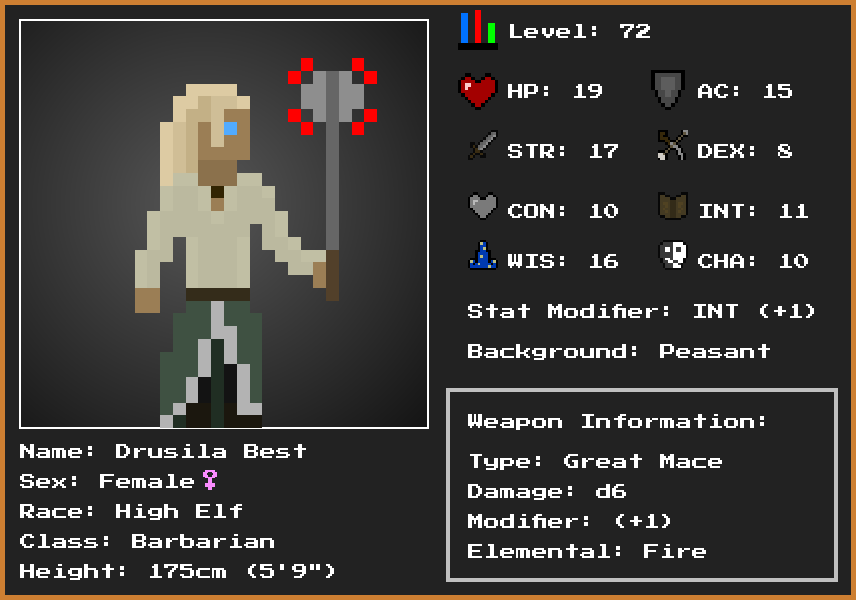 Level: 72
HP: 19 AC: 15
STR: 17 DEX: 8
CON: 10 INT: 11
WIS: 16 CHA: 10
Stat Modifier: INT (+1)
Background: Peasant
Weapon Information:
Type: Great Mace
Damage: d6
Modifier: (+1)
Elemental: Fire
Name: Drusila Best
Sex: Female♀
Race: High Elf
Class: Barbarian
Height: 175cm (5'9")